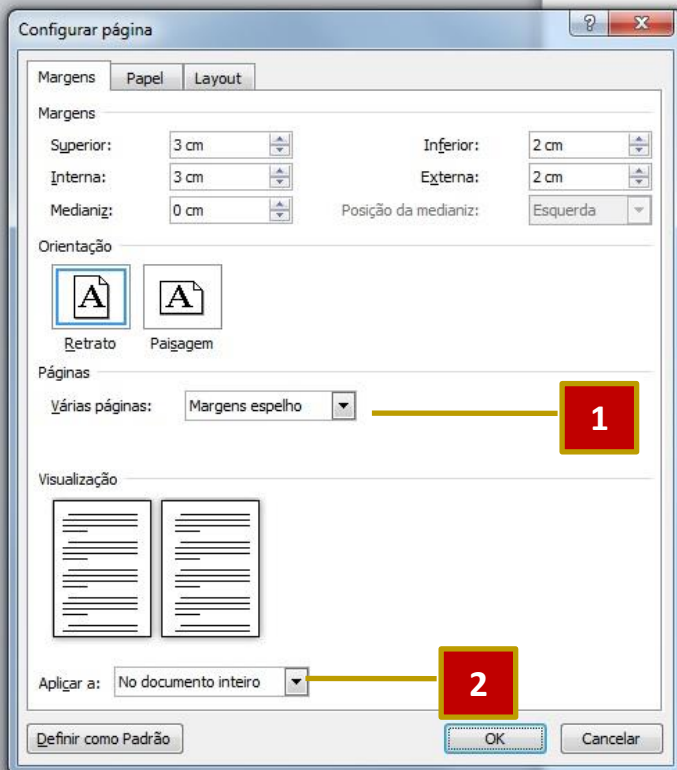 Configurar página
Margens Papel Layout
Margens
Superior: 3 cm Inferior: 2 cm
Interna: 3 cm Externa: 2 cm
Medianiz: 0 cm Posição da medianiz: Esquerda
Orientação
A A
Retrato Paisagem
Páginas
Várias páginas: Margens espelho
1
Visualização
Aplicar a: No documento inteiro
2
Definir como Padrão OK Cancelar